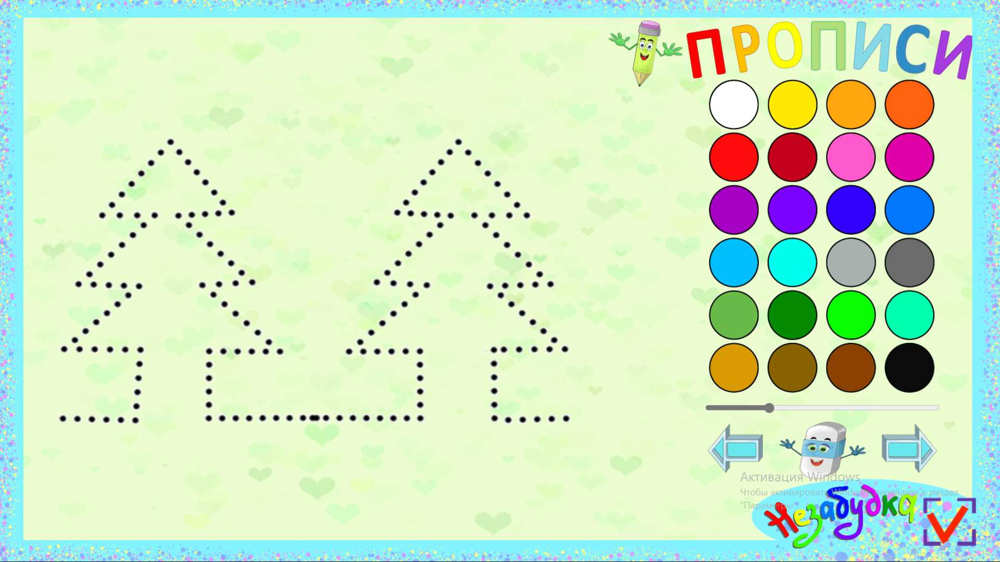 ПРОПИСИ
Активация Windows
Чтобы активировать Windows, перейдите в раздел
"Параметры
Незабудка